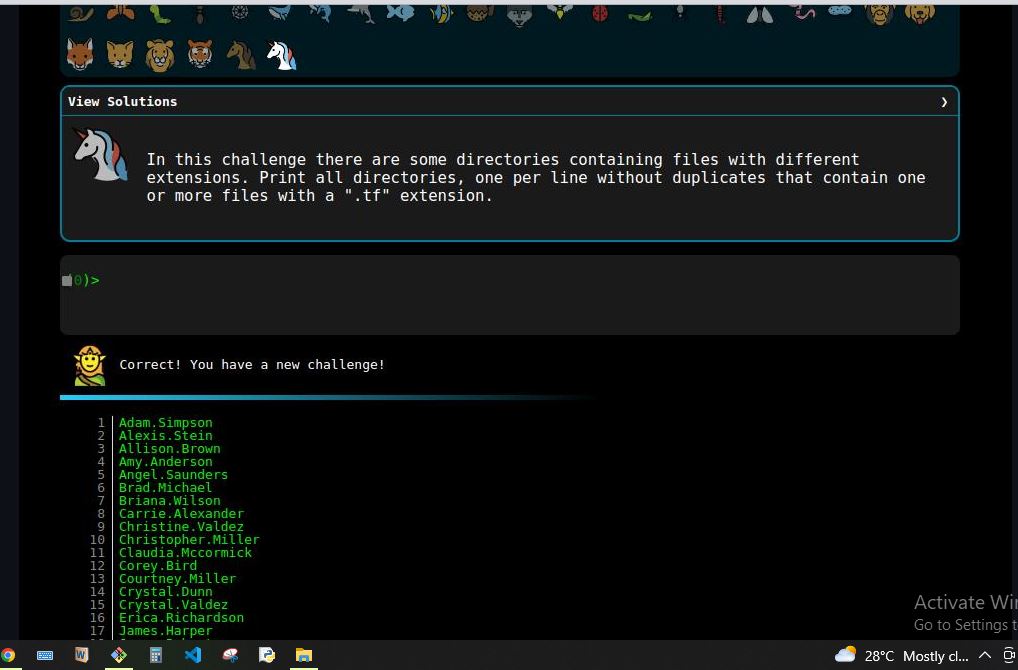 View Solutions ❯
In this challenge there are some directories containing files with different
extensions. Print all directories, one per line without duplicates that contain one
or more files with a ".tf" extension.
0)>
Correct! You have a new challenge!
1 Adam.Simpson
2 Alexis.Stein
3 Allison.Brown
4 Amy.Anderson
5 Angel.Saunders
6 Brad.Michael
7 Briana.Wilson
8 Carrie.Alexander
9 Christine.Valdez
10 Christopher.Miller
11 Claudia.Mccormick
12 Corey.Bird
13 Courtney.Miller
14 Crystal.Dunn
15 Crystal.Valdez
16 Erica.Richardson
17 James.Harper
Activate Wi
Go to Settings t
28°C Mostly cl...